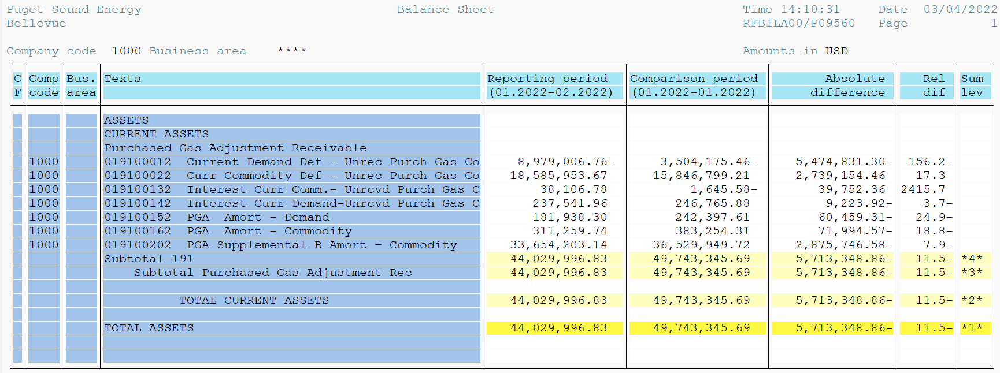 Puget Sound Energy Balance Sheet Time 14:10:31 Date 03/04/2022
Bellevue RFBILA00/P09560 Page 1
Company code 1000 Business area **** Amounts in USD
C Comp Bus. Texts Reporting period Comparison period Absolute Rel Sum
F code area (01.2022-02.2022) (01.2022-01.2022) difference dif lev
ASSETS
CURRENT ASSETS
Purchased Gas Adjustment Receivable
1000 019100012 Current Demand Def - Unrec Purch Gas Co 8,979,006.76- 3,504,175.46- 5,474,831.30- 156.2-
1000 019100022 Curr Commodity Def - Unrec Purch Gas Co 18,585,953.67 15,846,799.21 2,739,154.46 17.3
1000 019100132 Interest Curr Comm.- Unrcvd Purch Gas C 38,106.78 1,645.58- 39,752.36 2415.7
1000 019100142 Interest Curr Demand-Unrcvd Purch Gas C 237,541.96 246,765.88 9,223.92- 3.7-
1000 019100152 PGA Amort - Demand 181,938.30 242,397.61 60,459.31- 24.9-
1000 019100162 PGA Amort - Commodity 311,259.74 383,254.31 71,994.57- 18.8-
1000 019100202 PGA Supplemental B Amort - Commodity 33,654,203.14 36,529,949.72 2,875,746.58- 7.9-
Subtotal 191 44,029,996.83 49,743,345.69 5,713,348.86- 11.5- *4*
Subtotal Purchased Gas Adjustment Rec 44,029,996.83 49,743,345.69 5,713,348.86- 11.5- *3*
TOTAL CURRENT ASSETS 44,029,996.83 49,743,345.69 5,713,348.86- 11.5- *2*
TOTAL ASSETS 44,029,996.83 49,743,345.69 5,713,348.86- 11.5- *1*